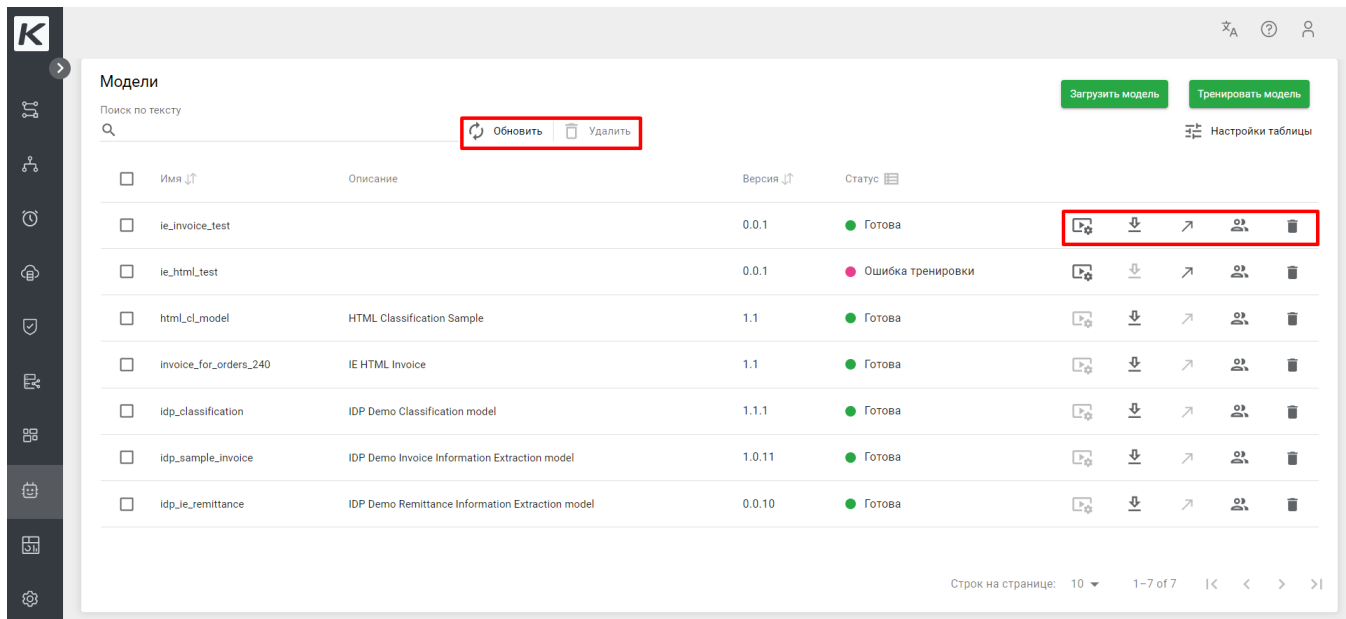 K
Модели
Загрузить модель
Тренировать модель
Поиск по тексту
Обновить
Удалить
Настройки таблицы
Имя Описание Версия Статус
ie_invoice_test 0.0.1 Готова
ie_html_test 0.0.1 Ошибка тренировки
html_cl_model HTML Classification Sample 1.1 Готова
invoice_for_orders_240 IE HTML Invoice 1.1 Готова
idp_classification IDP Demo Classification model 1.1.1 Готова
idp_sample_invoice IDP Demo Invoice Information Extraction model 1.0.11 Готова
idp_ie_remittance IDP Demo Remittance Information Extraction model 0.0.10 Готова
Строк на странице: 10 1–7 of 7